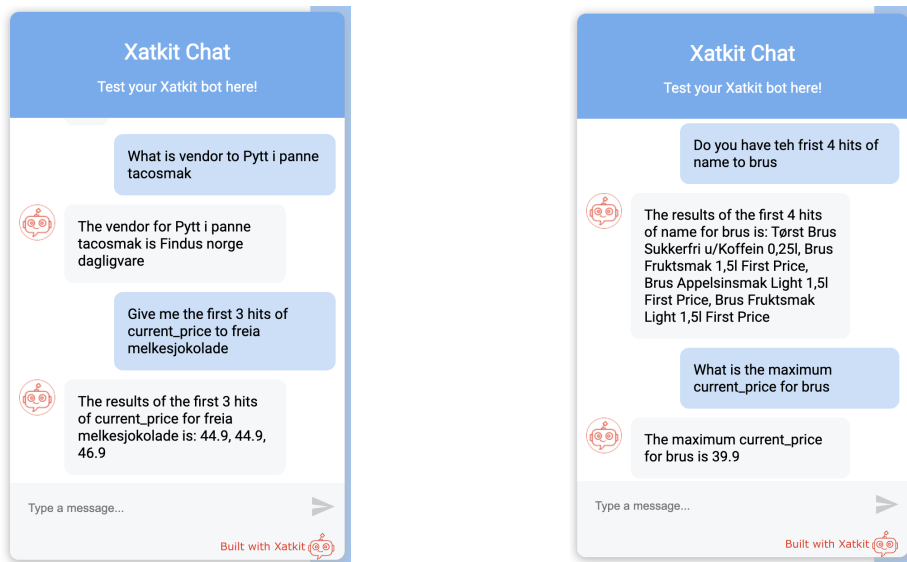 Xatkit Chat
Test your Xatkit bot here!
What is vendor to Pytt i panne
tacosmak
The vendor for Pytt i panne
tacosmak is Findus norge
dagligvare
Give me the first 3 hits of
current_price to freia
melkesjokolade
The results of the first 3 hits
of current_price for freia
melkesjokolade is: 44.9, 44.9,
46.9
Type a message...
Built with Xatkit
Xatkit Chat
Test your Xatkit bot here!
Do you have teh frist 4 hits of
name to brus
The results of the first 4 hits
of name for brus is: Tørst Brus
Sukkerfri u/Koffein 0,25l, Brus
Fruktsmak 1,5l First Price,
Brus Appelsinsmak Light 1,5l
First Price, Brus Fruktsmak
Light 1,5l First Price
What is the maximum
current_price for brus
The maximum current_price
for brus is 39.9
Type a message...
Built with Xatkit